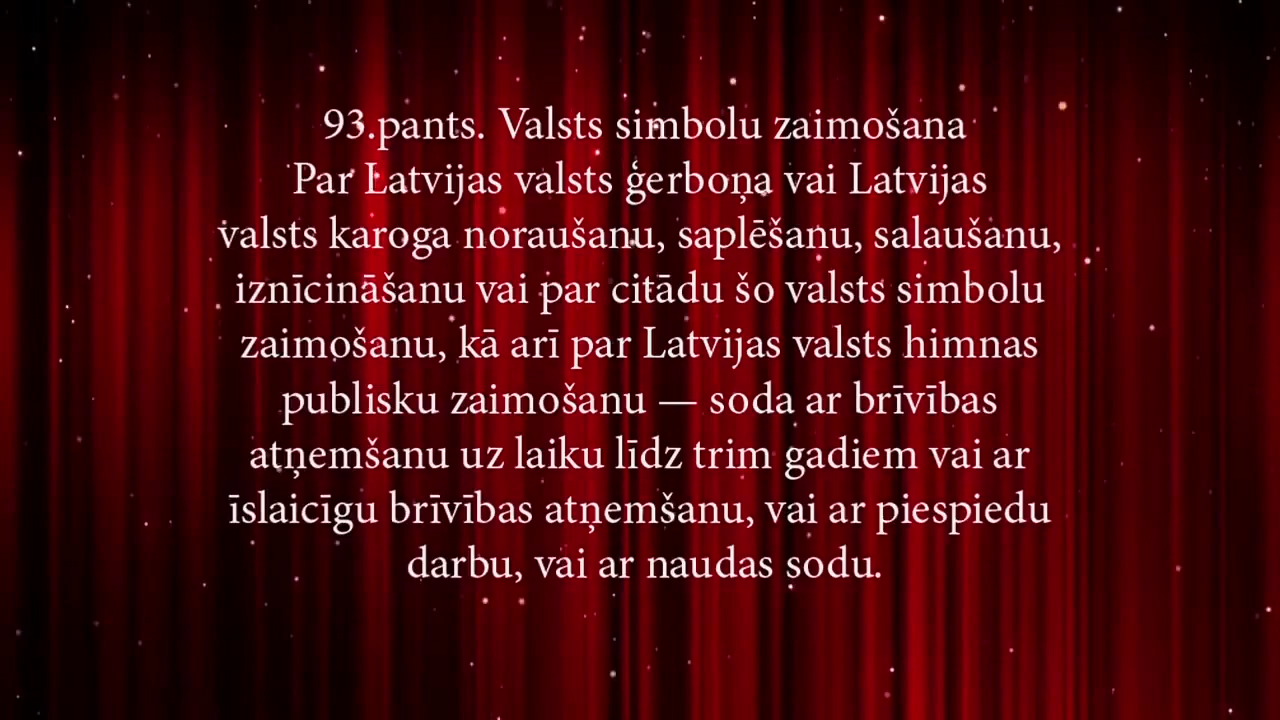 93.pants. Valsts simbolu zaimošana
Par Latvijas valsts ģerboņa vai Latvijas
valsts karoga noraušanu, saplēšanu, salaušanu,
iznīcināšanu vai par citādu šo valsts simbolu
zaimošanu, kā arī par Latvijas valsts himnas
publisku zaimošanu — soda ar brīvības
atņemšanu uz laiku līdz trim gadiem vai ar
īslaicīgu brīvības atņemšanu, vai ar piespiedu
darbu, vai ar naudas sodu.